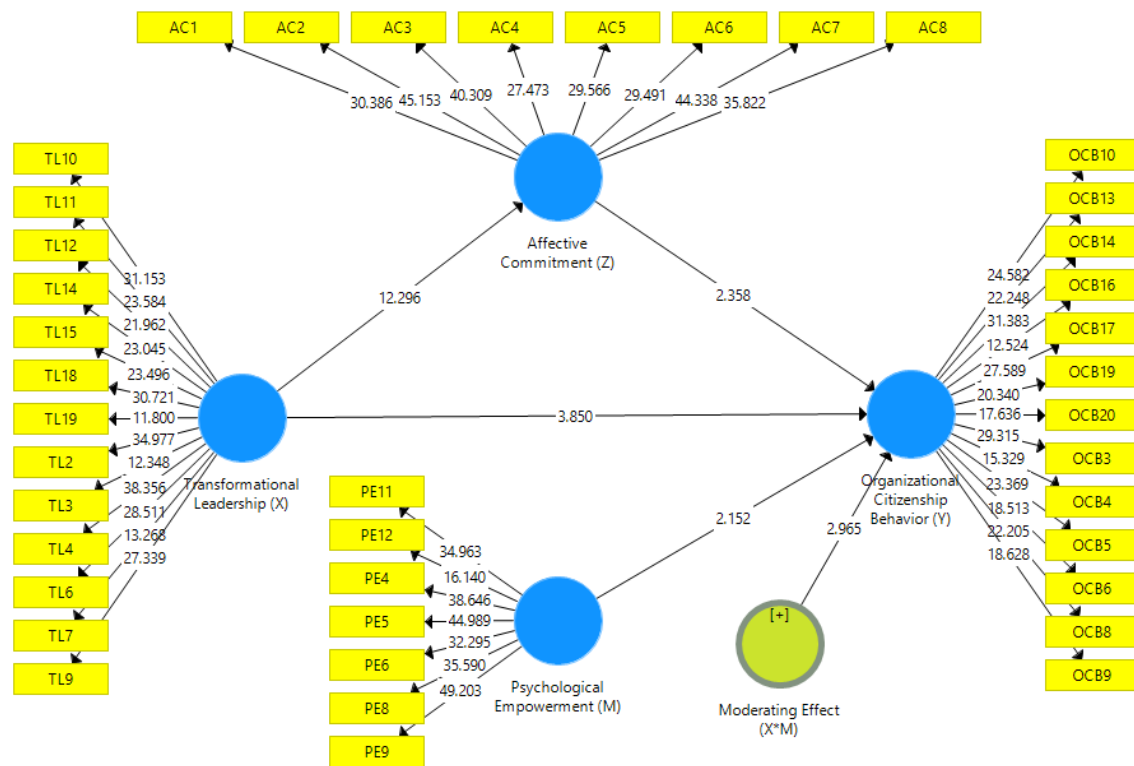 AC1
AC2
AC3
AC4
AC5
AC6
AC7
AC8
30.386
45.153
40.309
27.473
29.566
29.491
44.338
35.822
Affective
Commitment (Z)
TL10
TL11
TL12
TL14
TL15
TL18
TL19
TL2
TL3
TL4
TL6
TL7
TL9
31.153
23.584
21.962
23.045
23.496
30.721
11.800
34.977
12.348
38.356
28.511
13.268
27.339
Transformational
Leadership (X)
12.296
2.358
3.850
2.152
2.965
PE11
PE12
PE4
PE5
PE6
PE8
PE9
34.963
16.140
38.646
44.989
32.295
35.590
49.203
Psychological
Empowerment (M)
[+]
Moderating Effect
(X*M)
Organizational
Citizenship
Behavior (Y)
24.582
22.248
31.383
12.524
27.589
20.340
17.636
29.315
15.329
23.369
18.513
22.205
18.628
OCB10
OCB13
OCB14
OCB16
OCB17
OCB19
OCB20
OCB3
OCB4
OCB5
OCB6
OCB8
OCB9